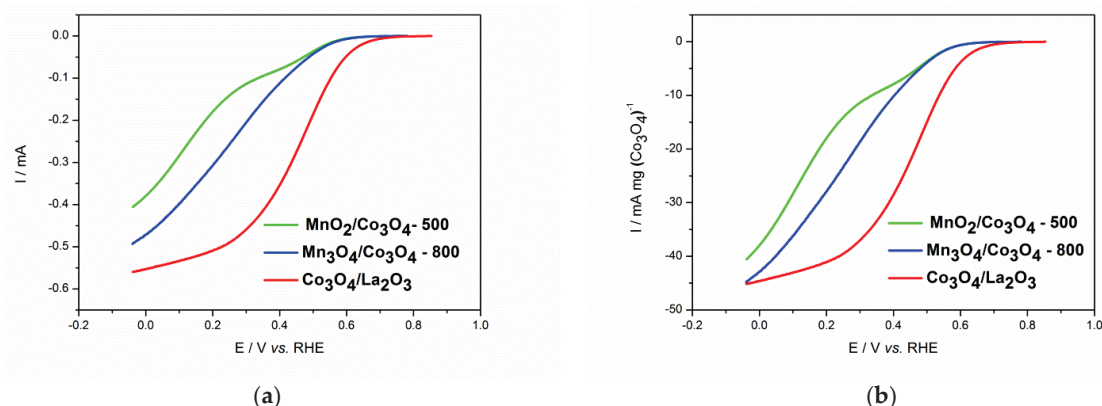 0.0
-0.1
-0.2
-0.3
-0.4
-0.5
-0.6
I / mA
MnO2/Co3O4- 500
Mn3O4/Co3O4 - 800
Co3O4/La2O3
-0.2 0.0 0.2 0.4 0.6 0.8 1.0
E / V vs. RHE
(a)
0
-10
-20
-30
-40
-50
I / mA mg (Co3O4)-1
MnO2/Co3O4 - 500
Mn3O4/Co3O4 - 800
Co3O4/La2O3
-0.2 0.0 0.2 0.4 0.6 0.8 1.0
E / V vs. RHE
(b)